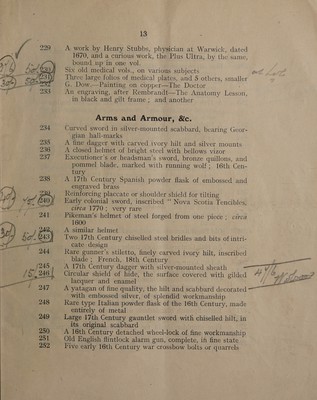 13
229 A work by Henry Stubbs, physician at Warwick, dated
1670, and a curious work, the Plus Ultra, by the same,
bound up in one vol.
230 Six old medical vols., on various subjects
231 Three large folios of medical plates, and 5 others, smaller
232 G. Dow.—Painting on copper—The Doctor
233 An engraving, after Rembrandt—The Anatomy Lesson,
in black and gilt frame ; and another
Arms and Armour, &c.
234 Curved sword in silver-mounted scabbard, bearing Geor-
gian hall-marks
235 A fine dagger with carved ivory hilt and silver mounts
236 A closed helmet of bright steel with bellows vizor
237 Executioner's or headsman's sword, bronze quillons, and
pommel blade, marked with running wolf ; 16th Cen-
tury
238 A 17th Century Spanish powder flask of embossed and
engraved brass
239 Reinforcing placcate or shoulder shield for tilting
240 Early colonial sword, inscribed " Nova Scotia Fencibles,
circa 1770 ; very rare
241 Pikeman's helmet of steel forged from one piece ; circa
1600
242 A similar helmet
243 Two 17th Century chiselled steel bridles and bits of intri-
cate design
244 Rare gunner's stiletto, finely carved ivory hilt, inscribed
blade ; French, 18th Century
245 A 17th Century dagger with silver-mounted sheath
246 Circular shield of hide, the surface covered with gilded
lacquer and enamel
247 A yatagan of fine quality, the hilt and scabbard decorated
with embossed silver, of splendid workmanship
248 Rare type Italian powder flask of the 16th Century, made
entirely of metal
249 Large 17th Century gauntlet sword with chiselled hilt, in
its original scabbard
250 A 16th Century detached wheel-lock of fine workmanship
251 Old English flintlock alarm gun, complete, in fine state
252 Five early 16th Century war crossbow bolts or quarrels